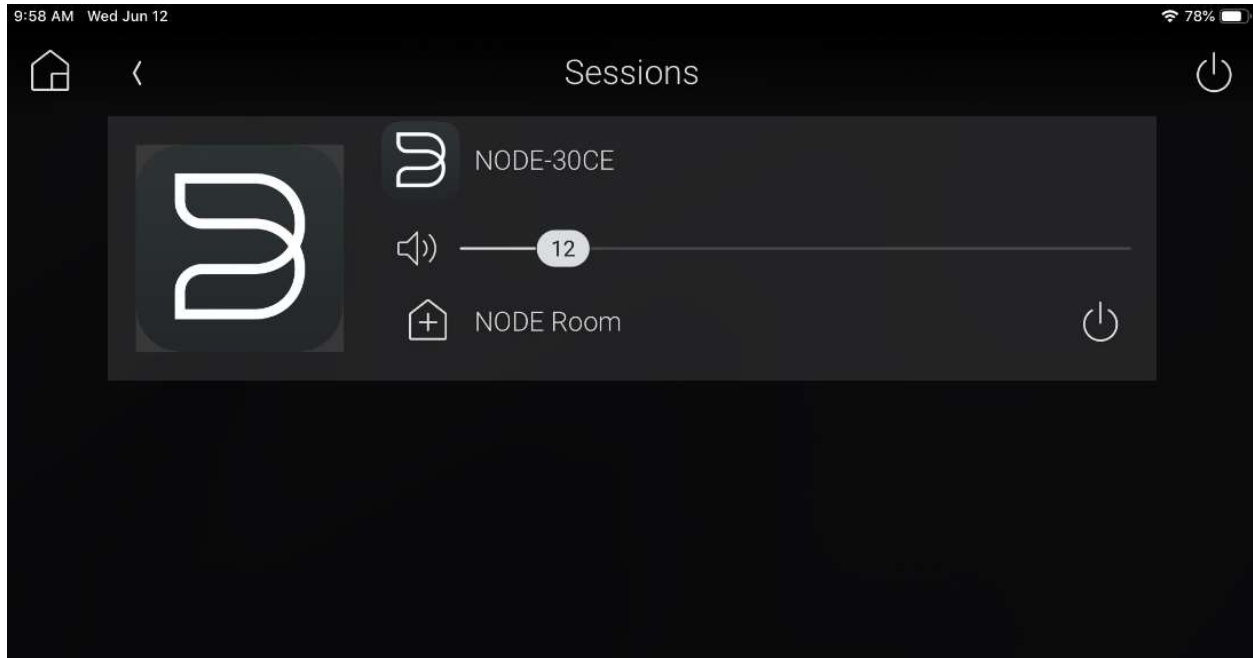 9:58 AM Wed Jun 12 78%
Sessions
NODE-30CE
12
NODE Room